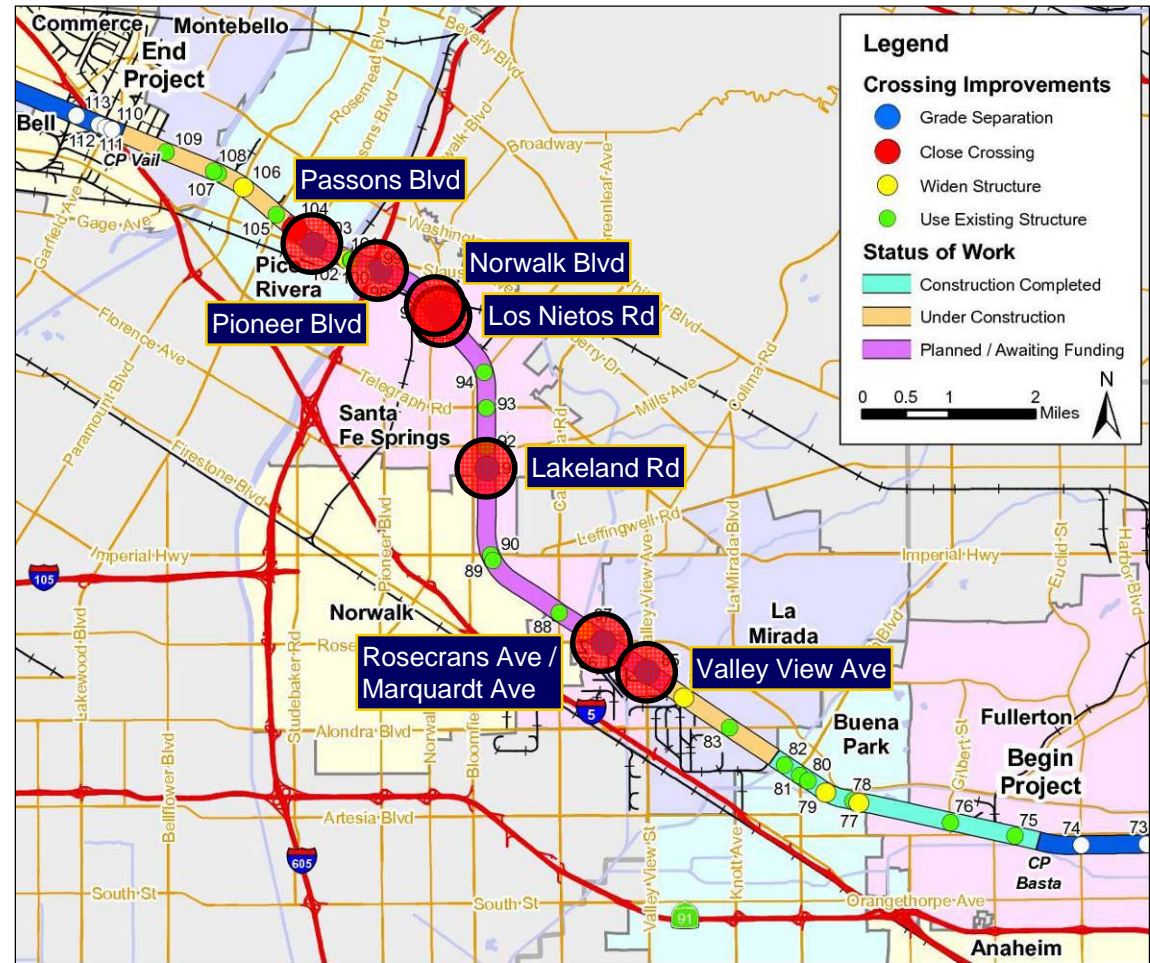 Commerce
Montebello
End
Project
Bell
113
110
112
111
CP Vail
109
108
107
106
105
104
102
Rosemead Blvd
Beverly Blvd
Broadway
Greenleaf Ave
Gage Ave
Garfield Ave
Passons Blvd
Norwalk Blvd
Los Nietos Rd
Pioneer Blvd
Rivera
Florence Ave
Paramount Blvd
Telegraph Rd
Mills Ave
Colima Rd
94
93
Santa
Fe Springs
Lakeland Rd
Firestone Blvd
Pioneer Blvd
Leffingwell Rd
Imperial Hwy
Imperial Hwy
105
90
89
Norwalk
88
La
Mirada
La Mirada Blvd
Valley View Ave
Rosecrans Ave /
Marquardt Ave
Valley View Ave
Lakewood Blvd
Bellflower Blvd
Studebaker Rd
Alondra Blvd
5
83
Buena
Park
82
80
81
79
78
77
76
75
74
73
Fullerton
Begin
Project
CP
Basta
Gilbert St
Euclid St
Harbor Blvd
Artesia Blvd
605
South St
South St
Valley View St
Knott Ave
91
Orangethorpe Ave
Anaheim
Legend
Crossing Improvements
Grade Separation
Close Crossing
Widen Structure
Use Existing Structure
Status of Work
Construction Completed
Under Construction
Planned / Awaiting Funding
N
0 0.5 1 2
Miles